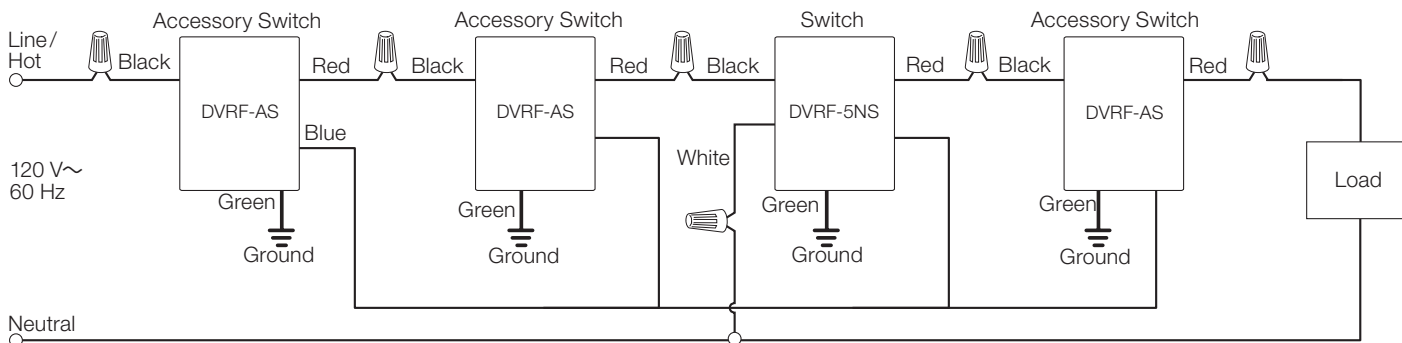 Accessory Switch
Accessory Switch
Switch
Accessory Switch
Line/
Hot
Black
Red
Black
Red
Black
Red
Black
Red
DVRF-AS
DVRF-AS
DVRF-5NS
DVRF-AS
Blue
White
120 V~
60 Hz
Load
Green
Green
Green
Green
Ground
Ground
Ground
Ground
Neutral